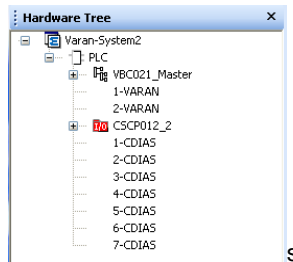 Hardware Tree
Varan-System2
PLC
VBC021_Master
1-VARAN
2-VARAN
I/O CSCP012_2
1-CDIAS
2-CDIAS
3-CDIAS
4-CDIAS
5-CDIAS
6-CDIAS
7-CDIAS
s